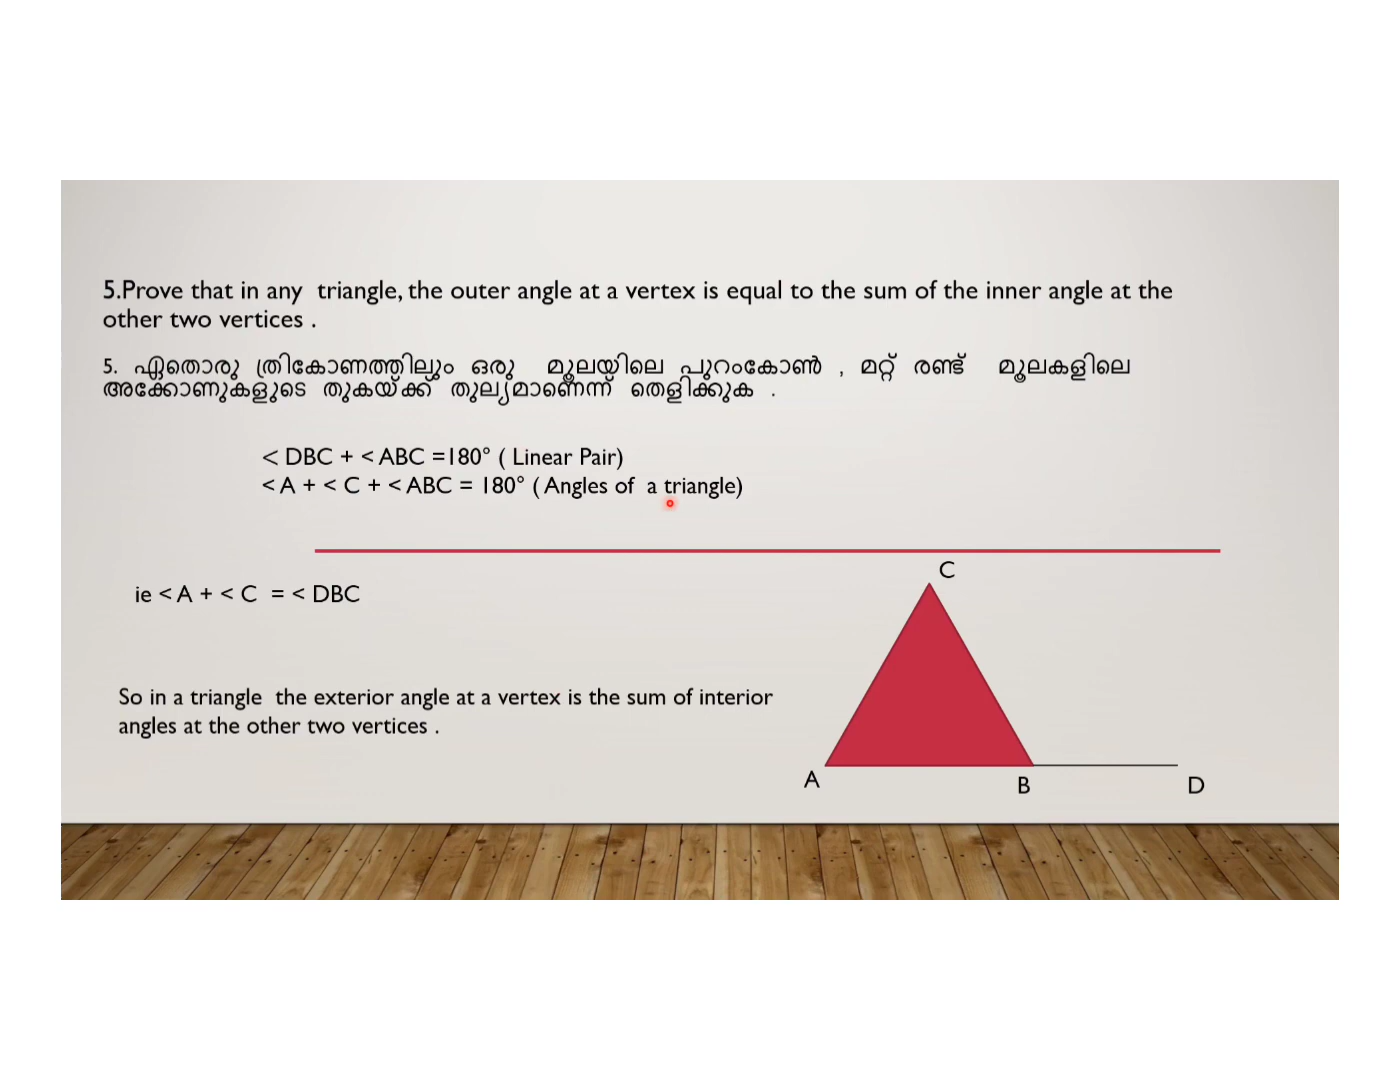 5.Prove that in any triangle, the outer angle at a vertex is equal to the sum of the inner angle at the
other two vertices .
5. ഏതൊരു ത്രികോണത്തിലും ഒരു മൂലയിലെ പുറംകോൺ , മറ്റ് രണ്ട് മൂലകളിലെ
അക്കോണുകളുടെ തുകയ്ക്ക് തുല്യമാണെന്ന് തെളിക്കുക .
< DBC + < ABC =180° ( Linear Pair)
< A + < C + < ABC = 180° ( Angles of a triangle)
C
ie < A + < C = < DBC
So in a triangle the exterior angle at a vertex is the sum of interior
angles at the other two vertices .
A
B
D